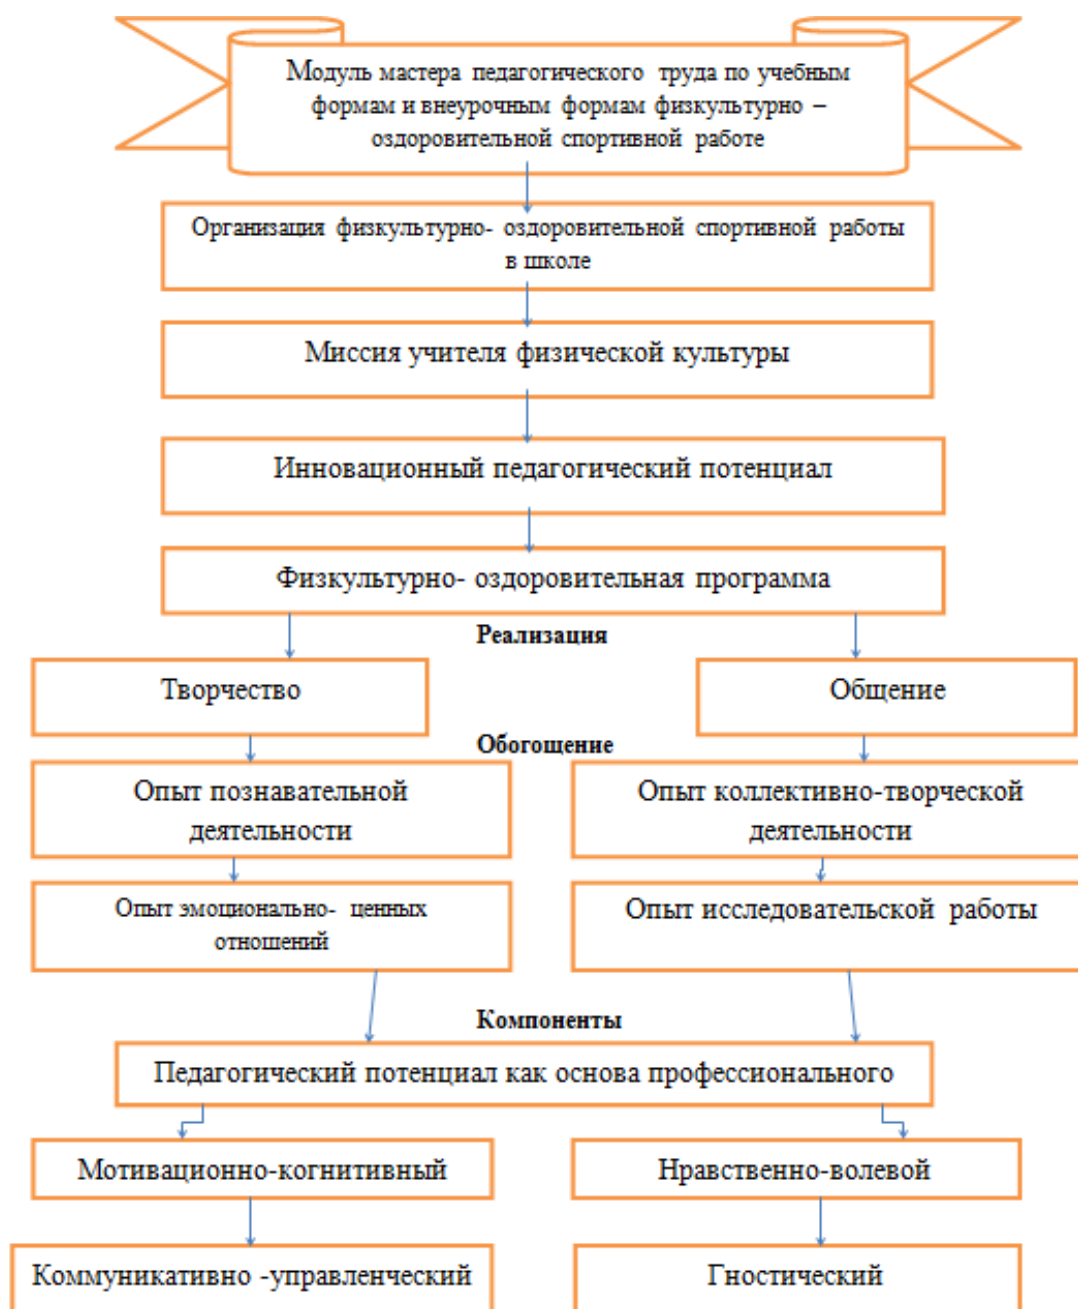 Модуль мастера педагогического труда по учебным
формам и внеурочным формам физкультурно –
оздоровительной спортивной работе
Организация физкультурно- оздоровительной спортивной работы
в школе
Миссия учителя физической культуры
Инновационный педагогический потенциал
Физкультурно- оздоровительная программа
Реализация
Творчество
Общение
Обогощение
Опыт познавательной
деятельности
Опыт коллективно-творческой
деятельности
Опыт эмоционально- ценных
отношений
Опыт исследовательской работы
Компоненты
Педагогический потенциал как основа профессионального
Мотивационно-когнитивный
Нравственно-волевой
Коммуникативно -управленческий
Гностический